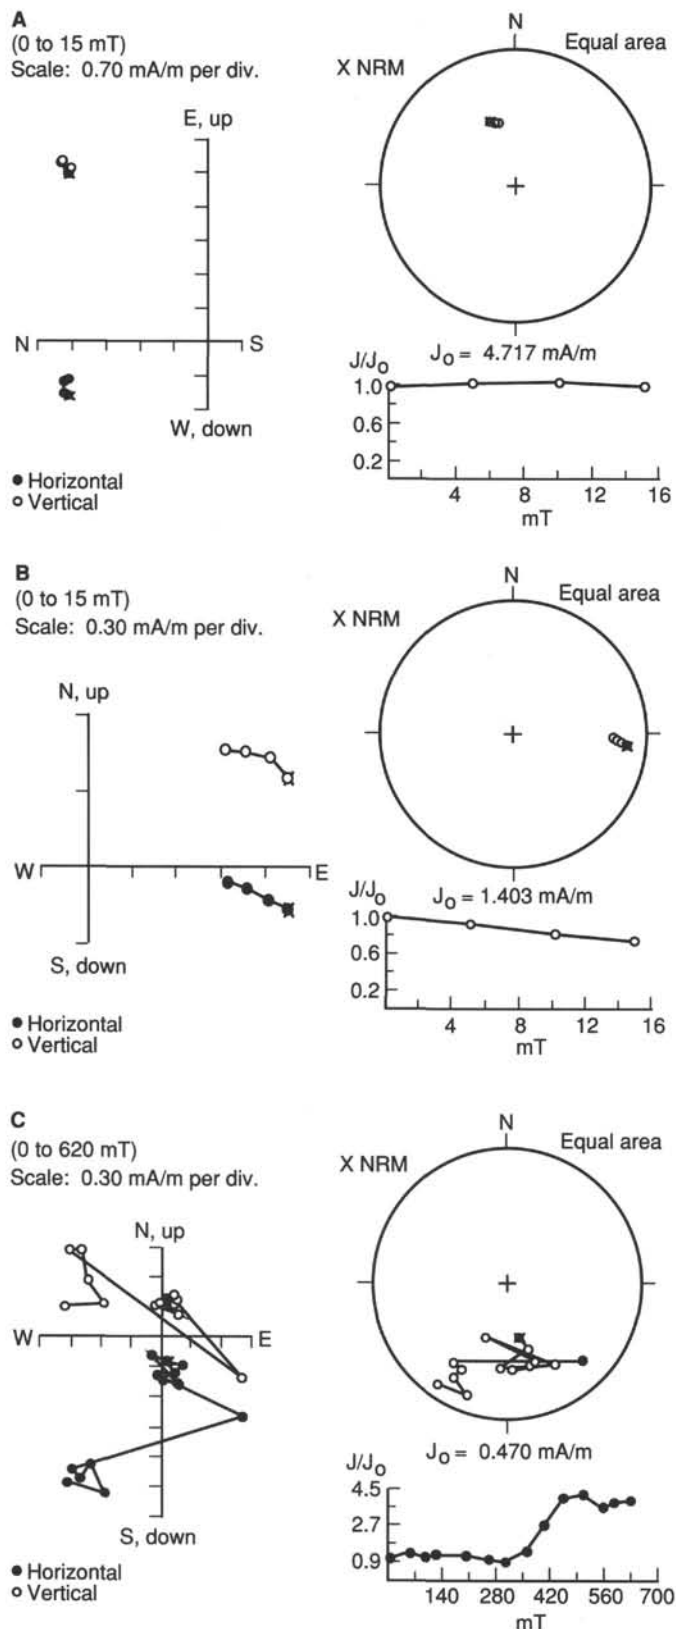 A
(0 to 15 mT)
Scale: 0.70 mA/m per div.
E, up
N
S
W, down
● Horizontal
○ Vertical
N
Equal area
X NRM
J/Jo
Jo = 4.717 mA/m
1.0
0.6
0.2
4 8 12 16
mT
B
(0 to 15 mT)
Scale: 0.30 mA/m per div.
N, up
W
E
S, down
● Horizontal
○ Vertical
N
Equal area
X NRM
J/Jo
Jo = 1.403 mA/m
1.0
0.6
0.2
4 8 12 16
mT
C
(0 to 620 mT)
Scale: 0.30 mA/m per div.
N, up
W
E
S, down
● Horizontal
○ Vertical
N
Equal area
X NRM
Jo = 0.470 mA/m
J/Jo
4.5
2.7
0.9
140 280 420 560 700
mT